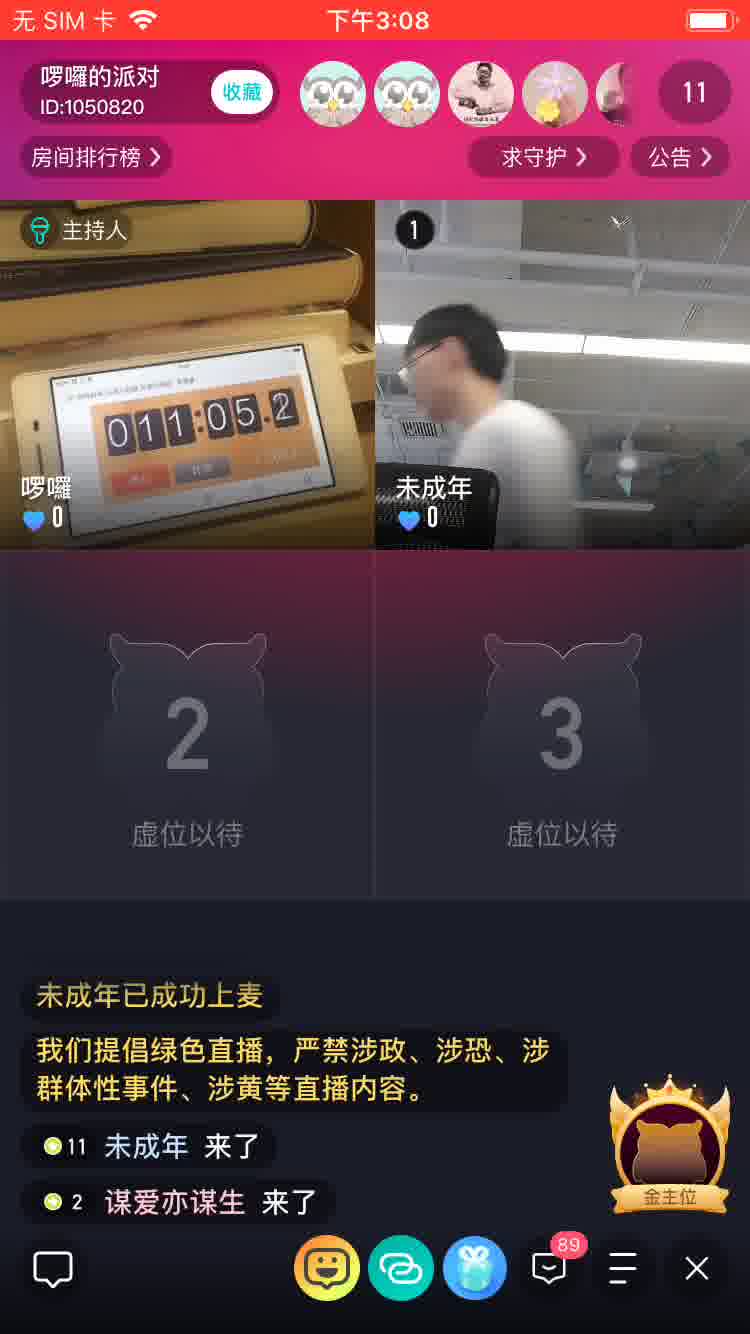 无 SIM 卡
下午3:08
啰囉的派对
ID:1050820
收藏
11
房间排行榜
求守护
公告
主持人
1
011:05.2
啰囉
0
未成年
0
2
虚位以待
3
虚位以待
未成年已成功上麦
我们提倡绿色直播，严禁涉政、涉恐、涉
群体性事件、涉黄等直播内容。
11 未成年 来了
2 谋爱亦谋生 来了
金主位
89